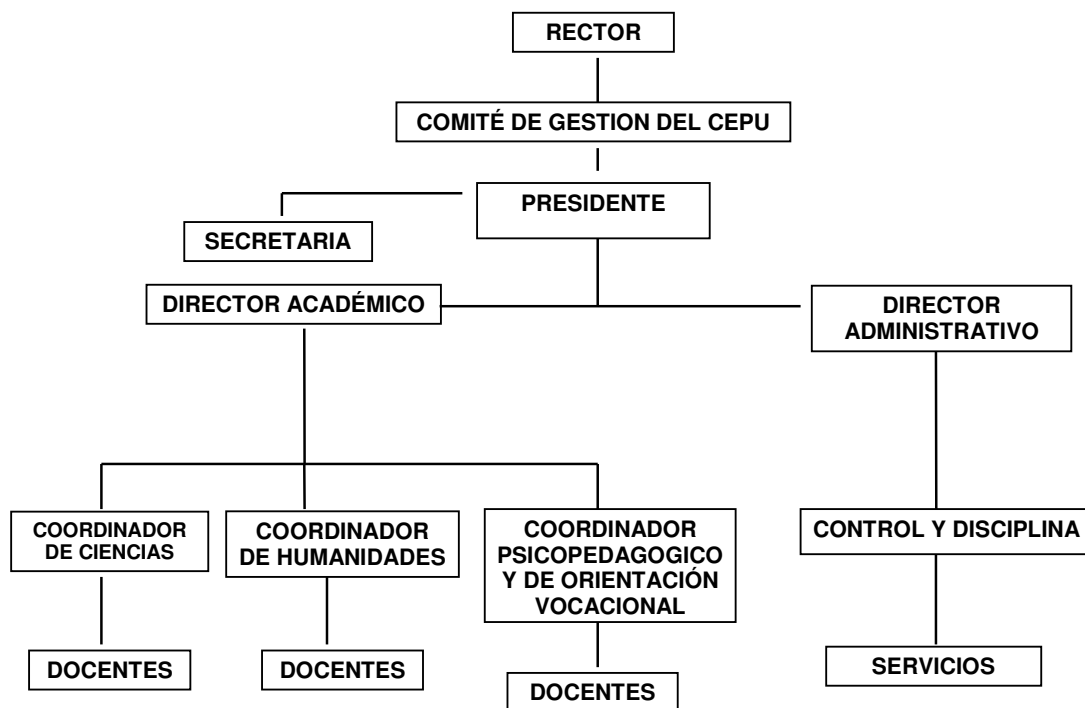 RECTOR
COMITÉ DE GESTION DEL CEPU
PRESIDENTE
SECRETARIA
DIRECTOR ACADÉMICO
DIRECTOR
ADMINISTRATIVO
COORDINADOR
DE CIENCIAS
COORDINADOR
DE HUMANIDADES
COORDINADOR
PSICOPEDAGOGICO
Y DE ORIENTACIÓN
VOCACIONAL
CONTROL Y DISCIPLINA
DOCENTES
DOCENTES
DOCENTES
SERVICIOS